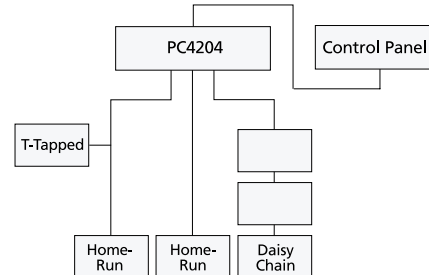 PC4204
Control Panel
T-Tapped
Home-
Run
Home-
Run
Daisy
Chain